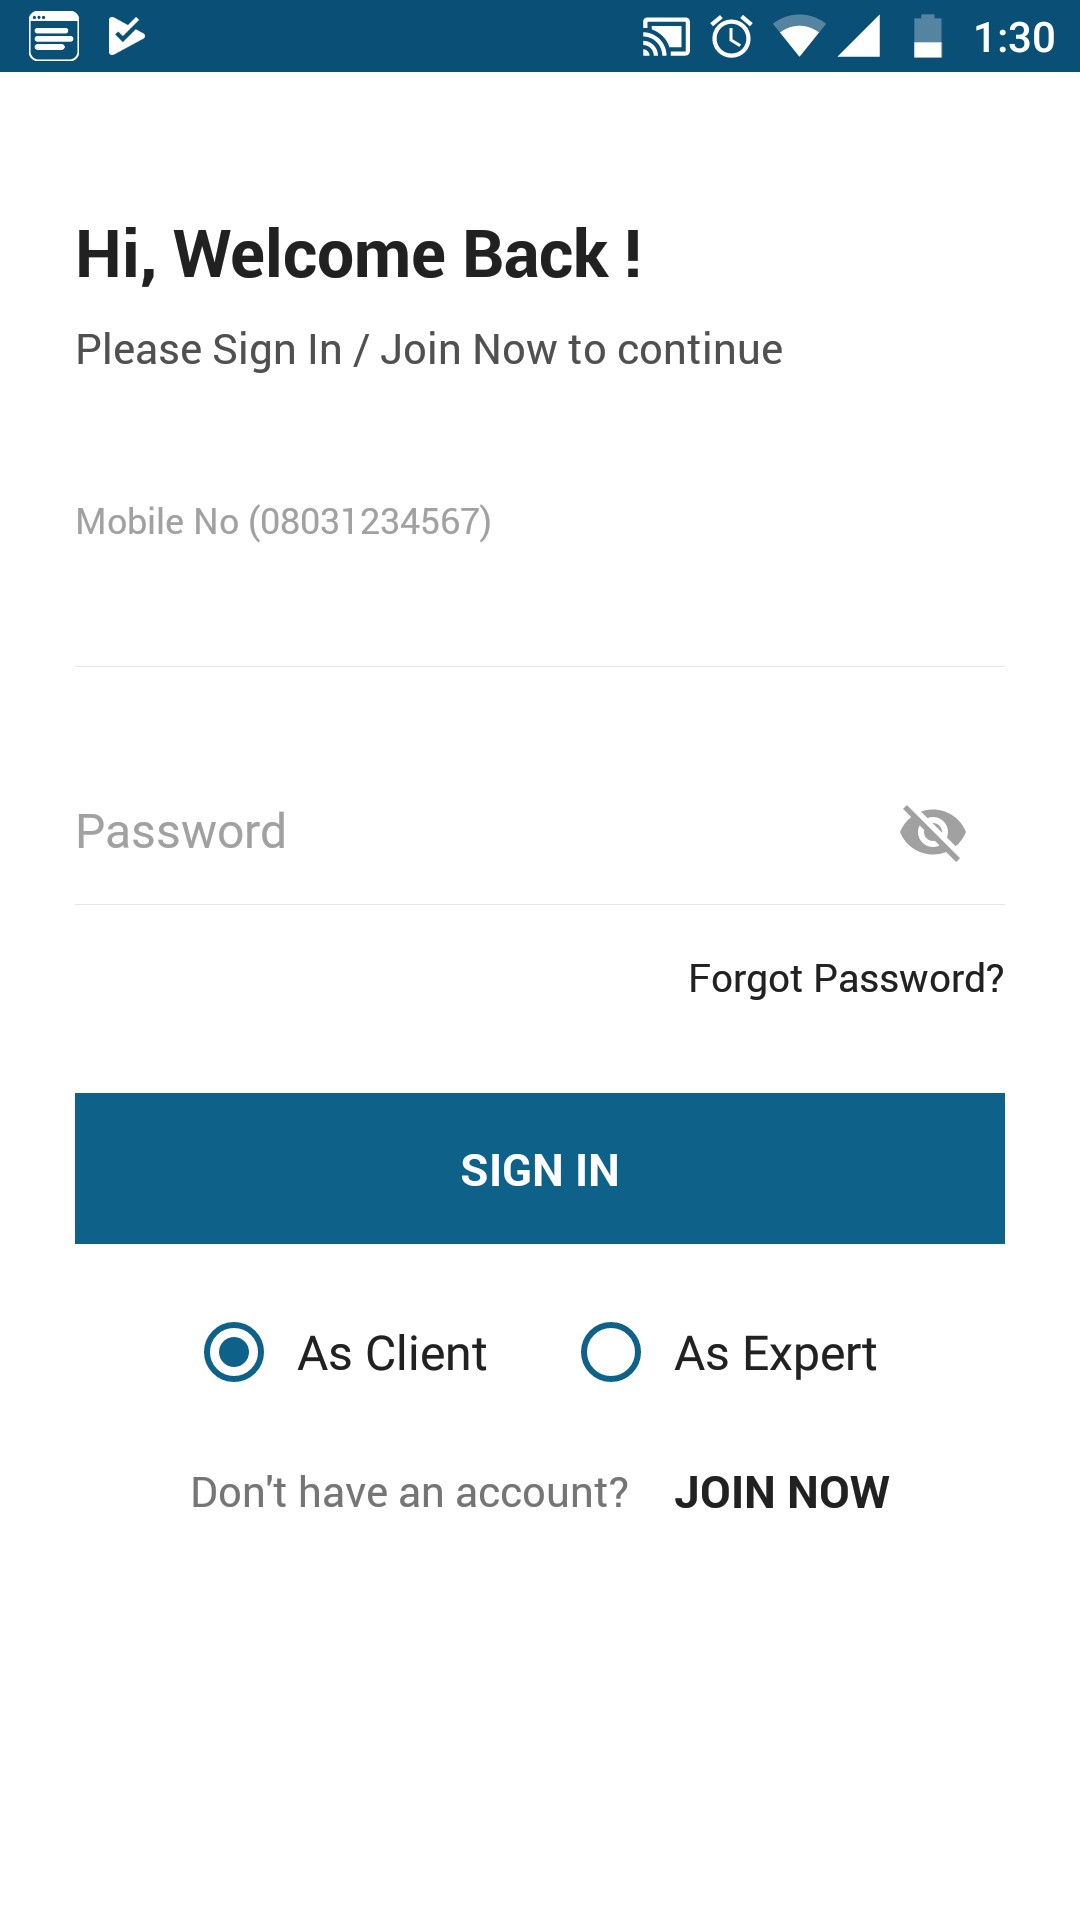 1:30
Hi, Welcome Back !
Please Sign In / Join Now to continue
Mobile No (08031234567)
Password
Forgot Password?
SIGN IN
As Client As Expert
Don't have an account? JOIN NOW